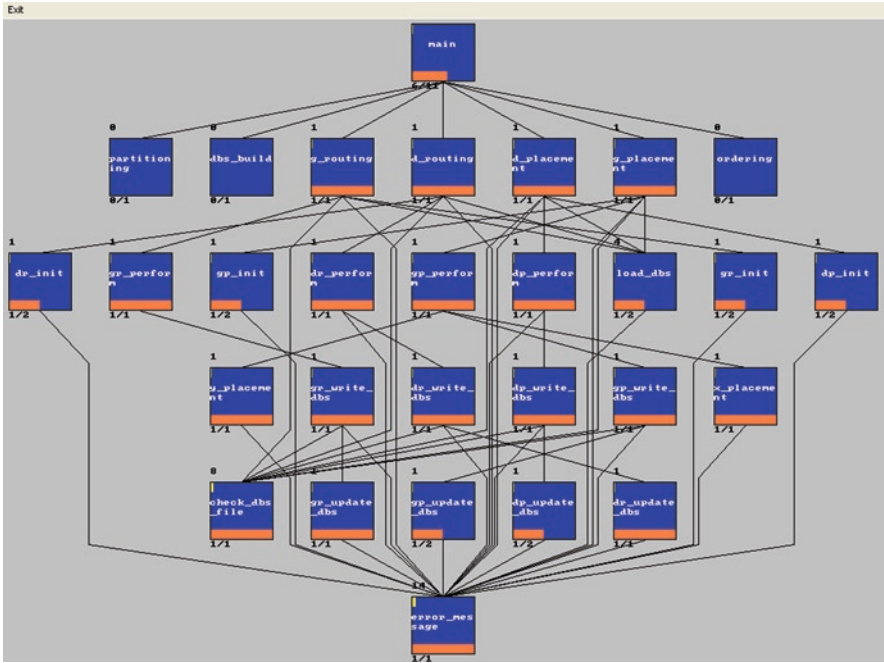 Exit
main
6/11
0
partition
ing
0/1
0
dbs_build
0/1
1
g_routing
1/1
1
d_routing
1/1
1
d_placeme
nt
1/1
1
g_placeme
nt
1/1
0
ordering
0/1
1
dr_init
1/2
1
gr_perfor
m
1/1
1
gp_init
1/2
1
dr_perfor
m
1/1
1
gp_perfor
m
1/1
1
dp_perfor
m
1/1
4
load_dbs
1/2
1
gr_init
1/2
1
dp_init
1/2
1
g_placeme
nt
1/1
1
gr_write_
dbs
1/1
1
dr_write_
dbs
1/1
1
dp_write_
dbs
1/1
1
gp_write_
dbs
1/1
1
x_placeme
nt
1/1
8
check_dbs
_file
1/1
1
gr_update
_dbs
1/1
1
gp_update
_dbs
1/2
1
dp_update
_dbs
1/2
1
dr_update
_dbs
1/1
14
error_mes
sage
1/1